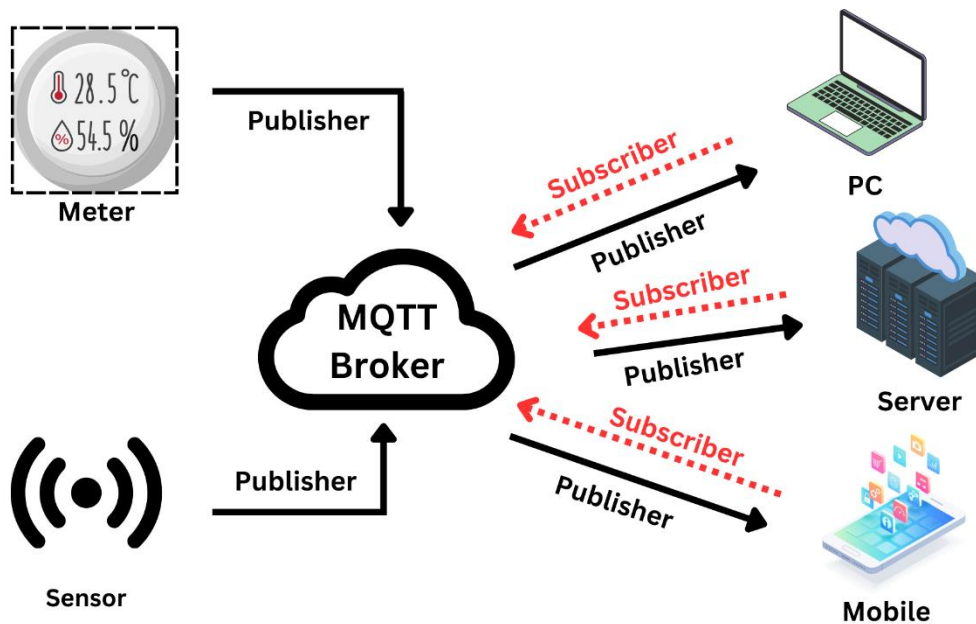 28.5°C
% 54.5 %
Meter
Publisher
MQTT
Broker
Publisher
Sensor
Subscriber
Publisher
PC
Subscriber
Publisher
Server
Subscriber
Publisher
Mobile